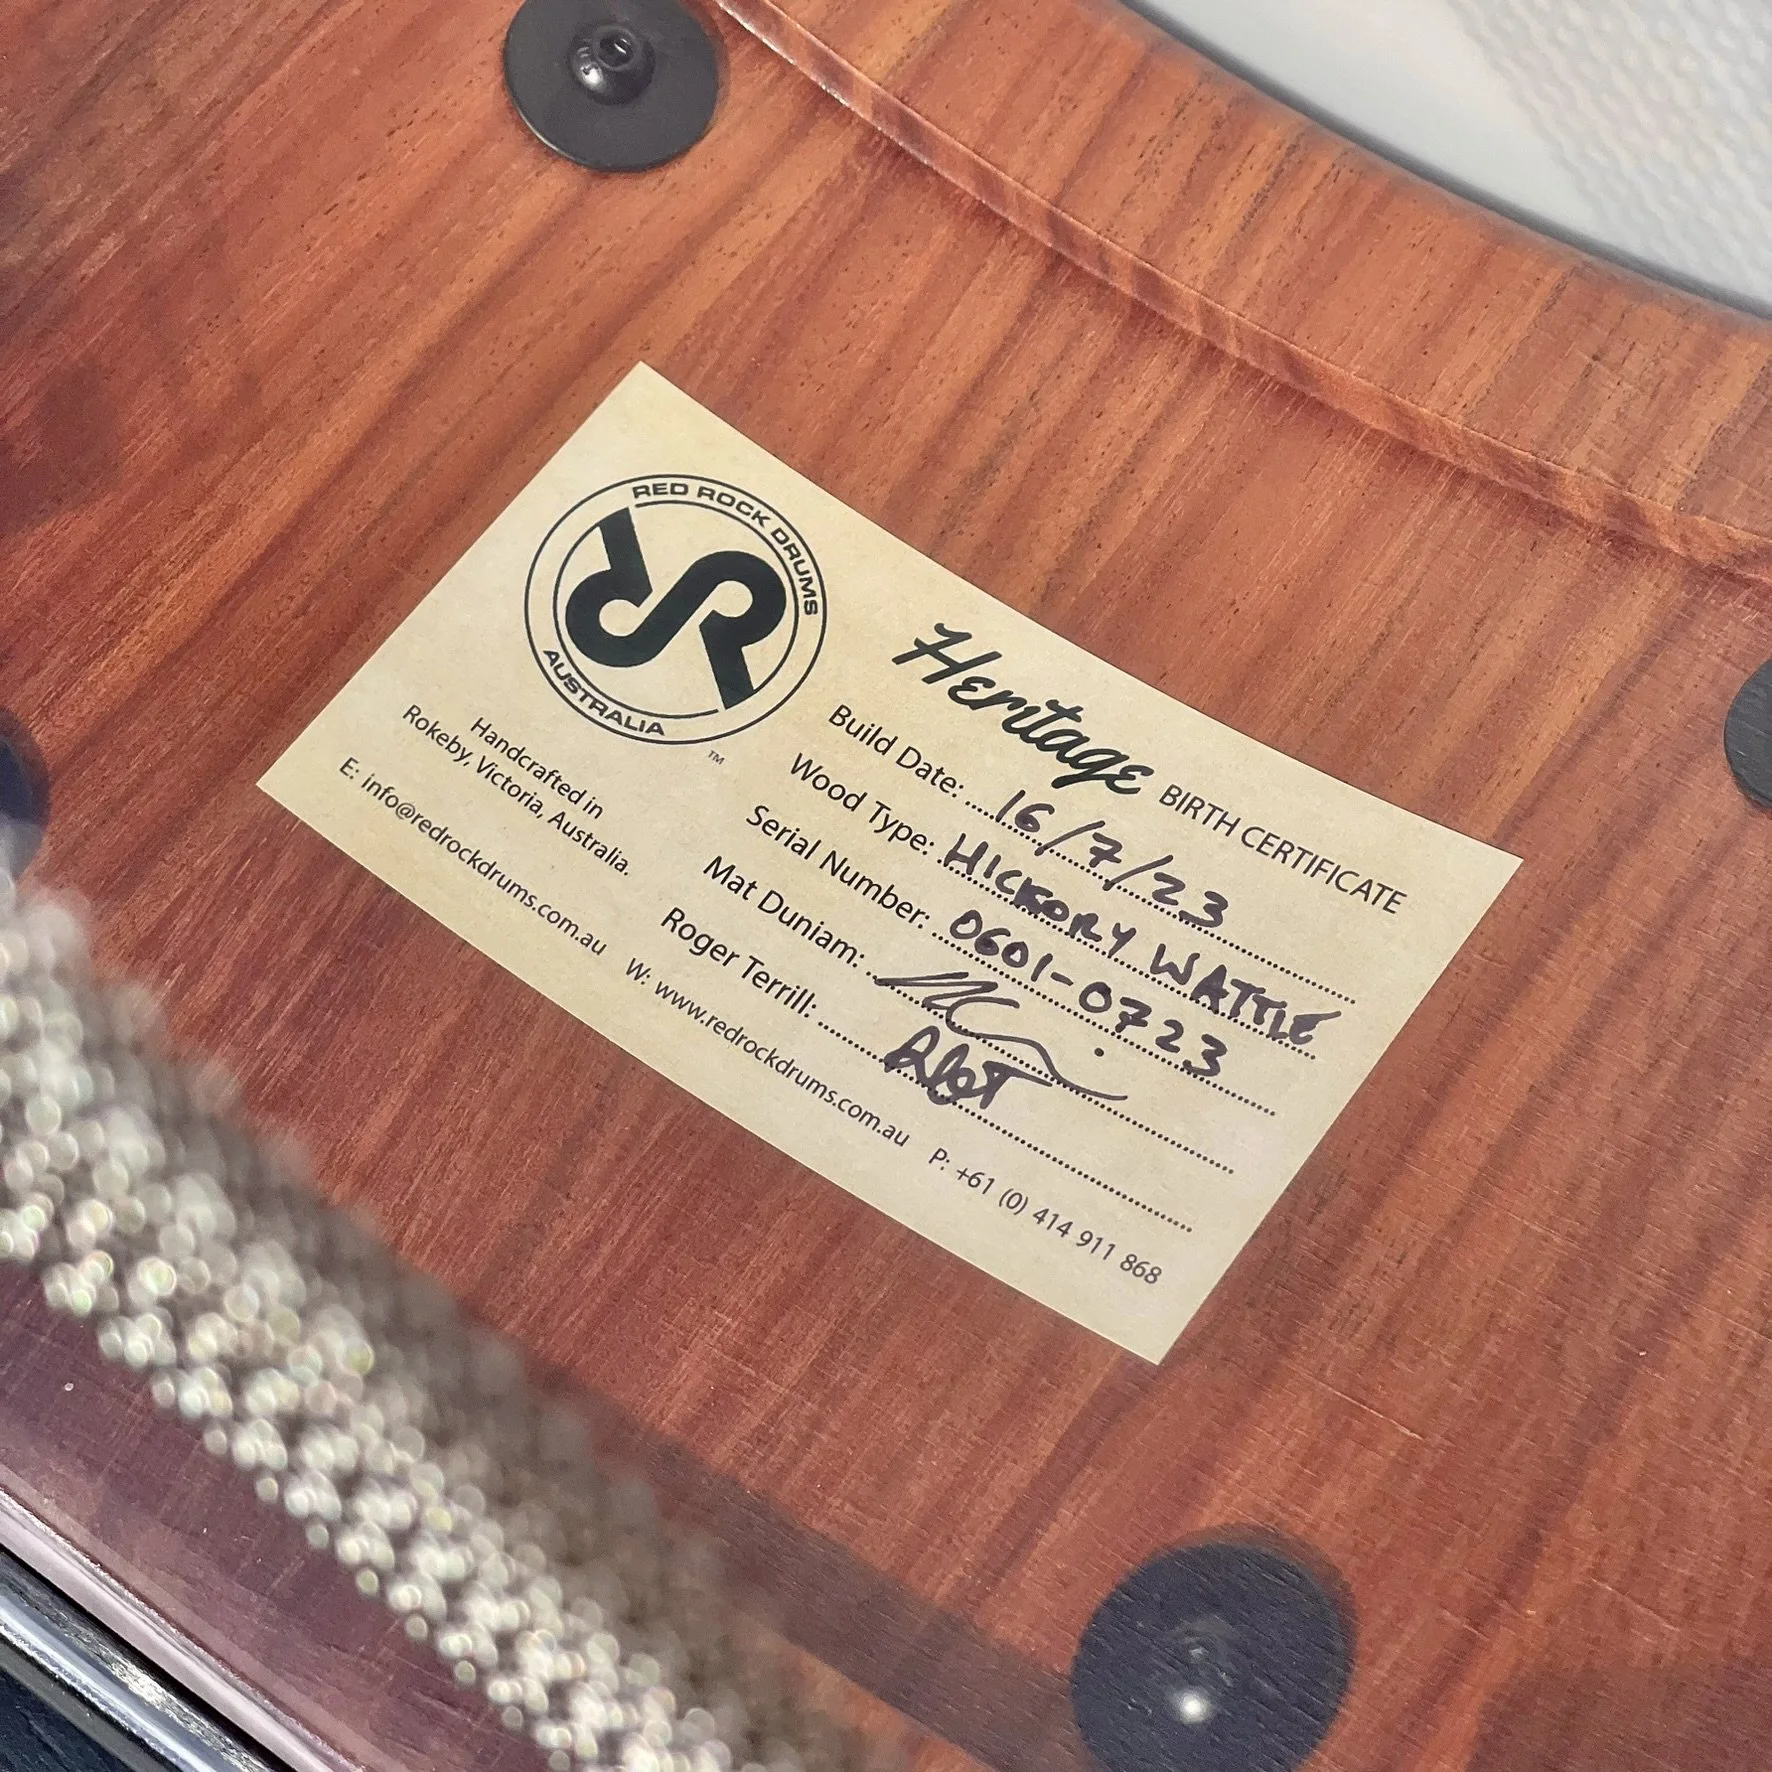 RED ROCK DRUMS
AUSTRALIA
™
Handcrafted in
Rokeby, Victoria, Australia.
Heritage BIRTH CERTIFICATE
Build Date: 16/7/23
Wood Type: HICKORY WATTLE
Serial Number: 0601-0723
Mat Duniam:
Roger Terrill:
E: info@redrockdrums.com.au W: www.redrockdrums.com.au P: +61 (0) 414 911 868